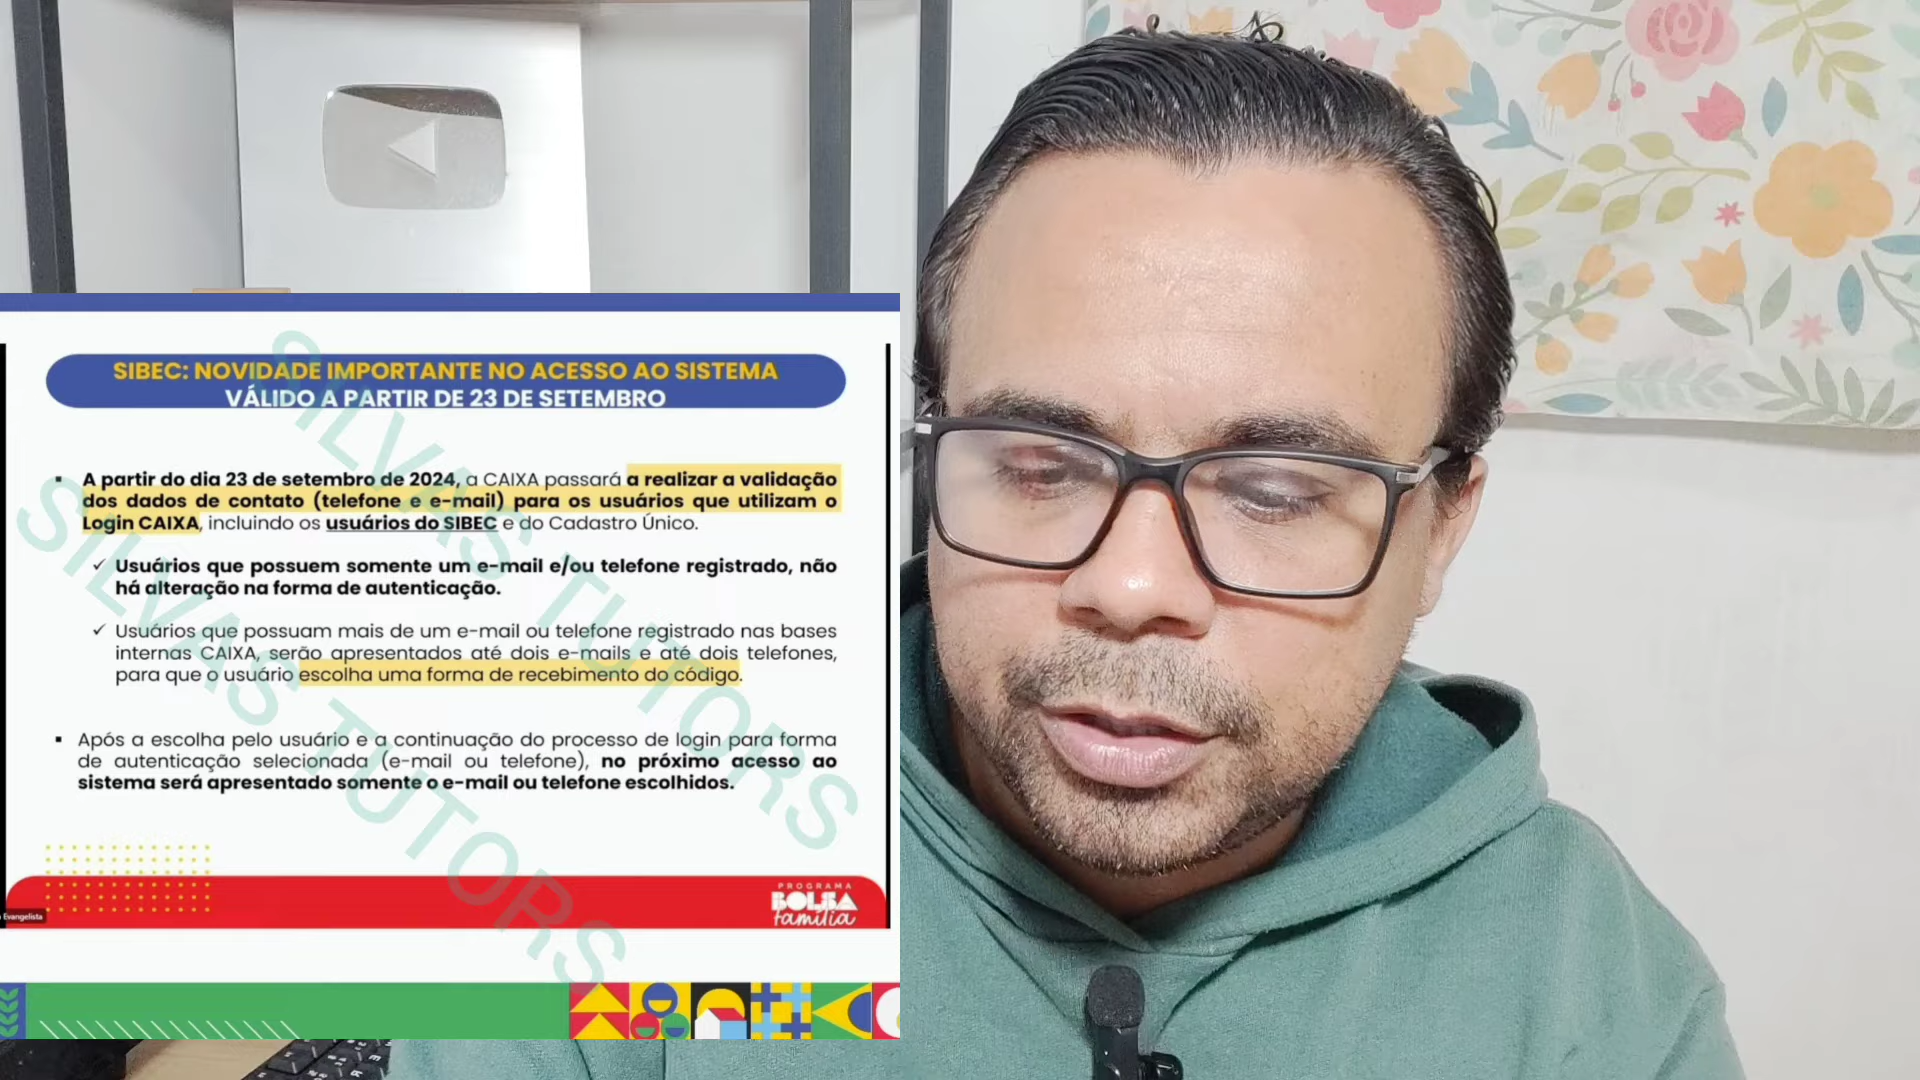 SIBEC: NOVIDADE IMPORTANTE NO ACESSO AO SISTEMA
VÁLIDO A PARTIR DE 23 DE SETEMBRO
▪ A partir do dia 23 de setembro de 2024, a CAIXA passará a realizar a validação
dos dados de contato (telefone e e-mail) para os usuários que utilizam o
Login CAIXA, incluindo os usuários do SIBEC e do Cadastro Único.
✓ Usuários que possuem somente um e-mail e/ou telefone registrado, não
há alteração na forma de autenticação.
✓ Usuários que possuam mais de um e-mail ou telefone registrado nas bases
internas CAIXA, serão apresentados até dois e-mails e até dois telefones,
para que o usuário escolha uma forma de recebimento do código.
▪ Após a escolha pelo usuário e a continuação do processo de login para forma
de autenticação selecionada (e-mail ou telefone), no próximo acesso ao
sistema será apresentado somente o e-mail ou telefone escolhidos.
SILVAS TUTORS
SILVAS TUTORS
Evangelista
PROGRAMA
BOLSA
família